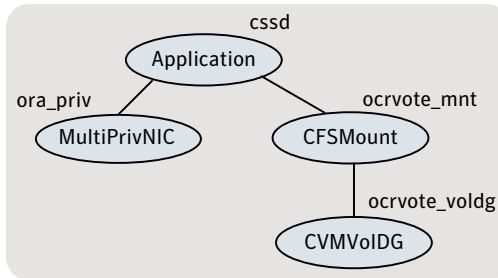 cssd
Application
ora_priv
ocrvote_mnt
MultiPrivNIC
CFSMount
ocrvote_voldg
CVMVolDG